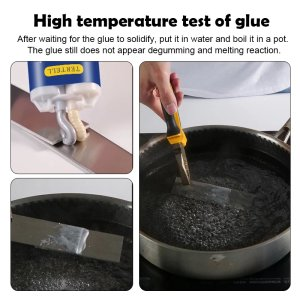 High temperature test of glue
After waiting for the glue to solidify, put it in water and boil it in a pot.
The glue still does not appear degumming and melting reaction.
TERTELL